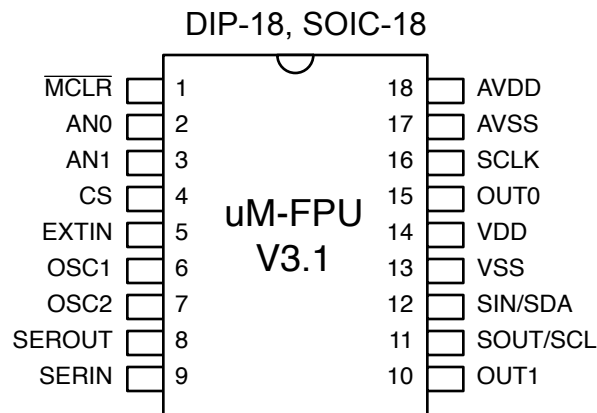 DIP-18, SOIC-18
MCLR 1 18 AVDD
AN0 2 17 AVSS
AN1 3 16 SCLK
CS 4 15 OUT0
EXTIN 5 14 VDD
OSC1 6 13 VSS
OSC2 7 12 SIN/SDA
SEROUT 8 11 SOUT/SCL
SERIN 9 10 OUT1
uM-FPU
V3.1